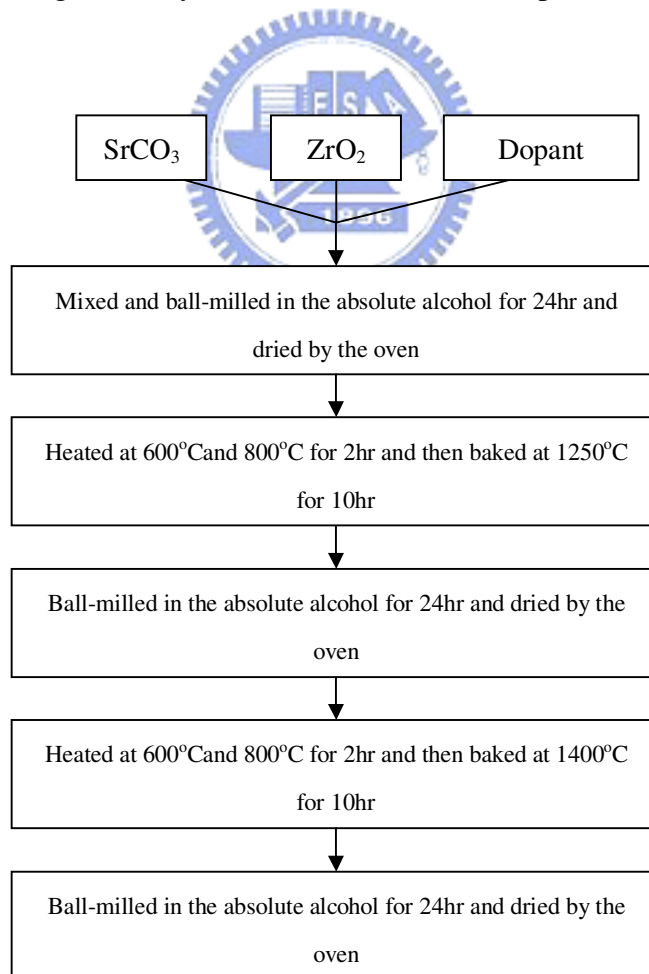 SrCO₃ ZrO₂ Dopant
E S A
1896
Mixed and ball-milled in the absolute alcohol for 24hr and
dried by the oven
Heated at 600°Cand 800°C for 2hr and then baked at 1250°C
for 10hr
Ball-milled in the absolute alcohol for 24hr and dried by the
oven
Heated at 600°Cand 800°C for 2hr and then baked at 1400°C
for 10hr
Ball-milled in the absolute alcohol for 24hr and dried by the
oven